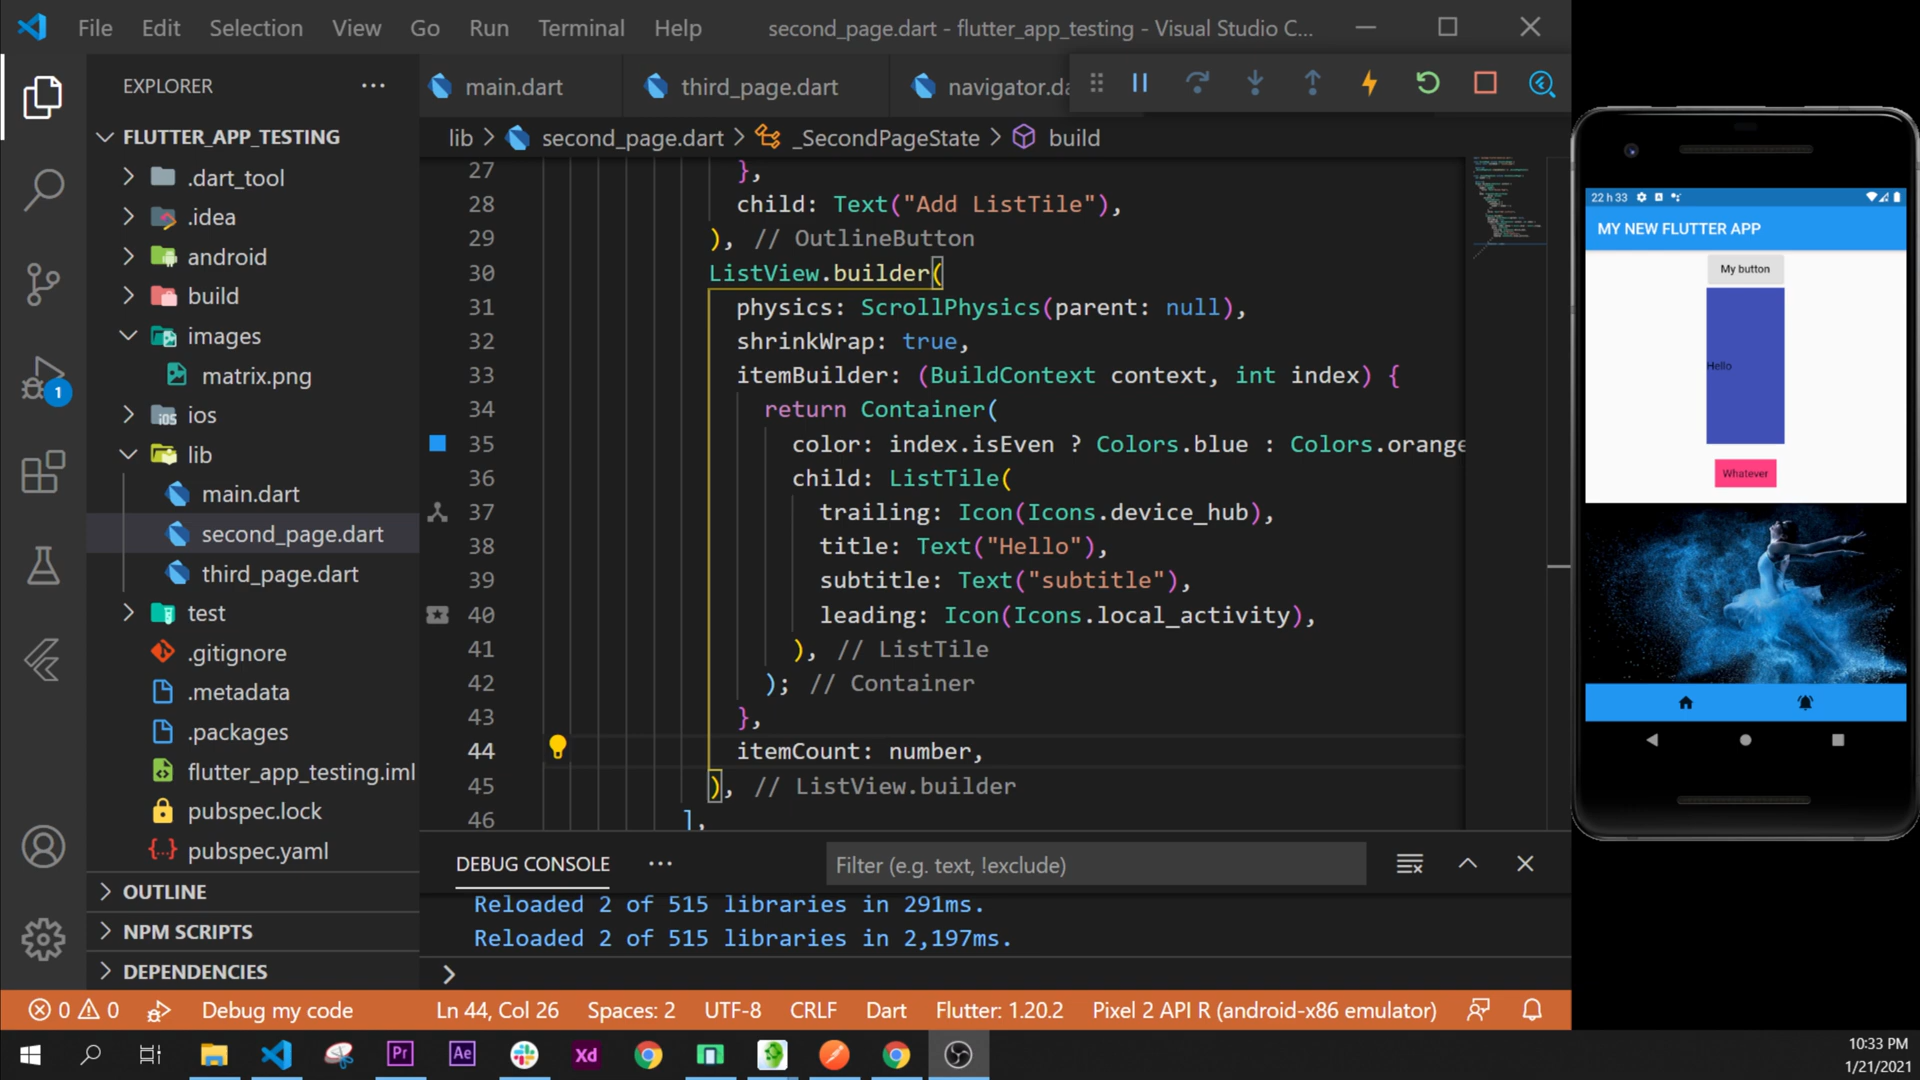 File Edit Selection View Go Run Terminal Help
second_page.dart - flutter_app_testing - Visual Studio C...
EXPLORER
FLUTTER_APP_TESTING
.dart_tool
.idea
android
build
images
matrix.png
ios
lib
main.dart
second_page.dart
third_page.dart
test
.gitignore
.metadata
.packages
flutter_app_testing.iml
pubspec.lock
pubspec.yaml
OUTLINE
NPM SCRIPTS
DEPENDENCIES
1
main.dart third_page.dart navigator.da
lib > second_page.dart > _SecondPageState > build
27 },
28 child: Text("Add ListTile"),
29 ), // OutlineButton
30 ListView.builder(
31 physics: ScrollPhysics(parent: null),
32 shrinkWrap: true,
33 itemBuilder: (BuildContext context, int index) {
34 return Container(
35 color: index.isEven ? Colors.blue : Colors.orange
36 child: ListTile(
37 trailing: Icon(Icons.device_hub),
38 title: Text("Hello"),
39 subtitle: Text("subtitle"),
40 leading: Icon(Icons.local_activity),
41 ), // ListTile
42 ); // Container
43 },
44 itemCount: number,
45 ), // ListView.builder
46 ],
DEBUG CONSOLE
Filter (e.g. text, !exclude)
Reloaded 2 of 515 libraries in 291ms.
Reloaded 2 of 515 libraries in 2,197ms.
>
0 0 Debug my code Ln 44, Col 26 Spaces: 2 UTF-8 CRLF Dart Flutter: 1.20.2 Pixel 2 API R (android-x86 emulator)
22 h 33
MY NEW FLUTTER APP
My button
Hello
Whatever
Pr Ae Xd
10:33 PM
1/21/2021